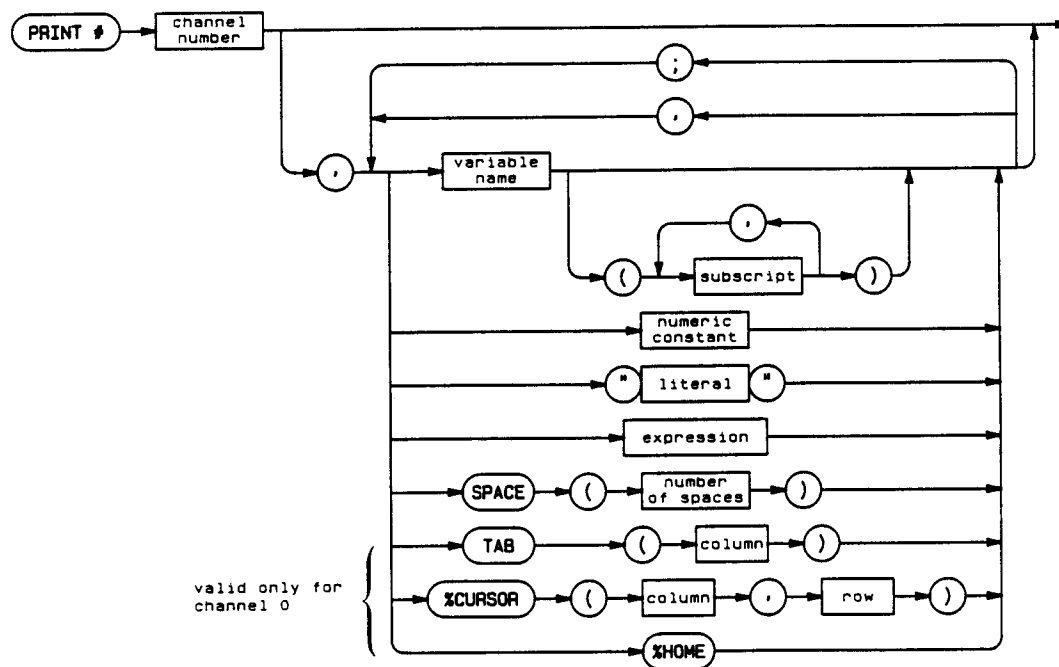 PRINT # channel number
;
,
, variable name
,
( subscript )
numeric constant
" literal "
expression
SPACE ( number of spaces )
TAB ( column )
valid only for channel 0
%CURSOR ( column , row )
%HOME